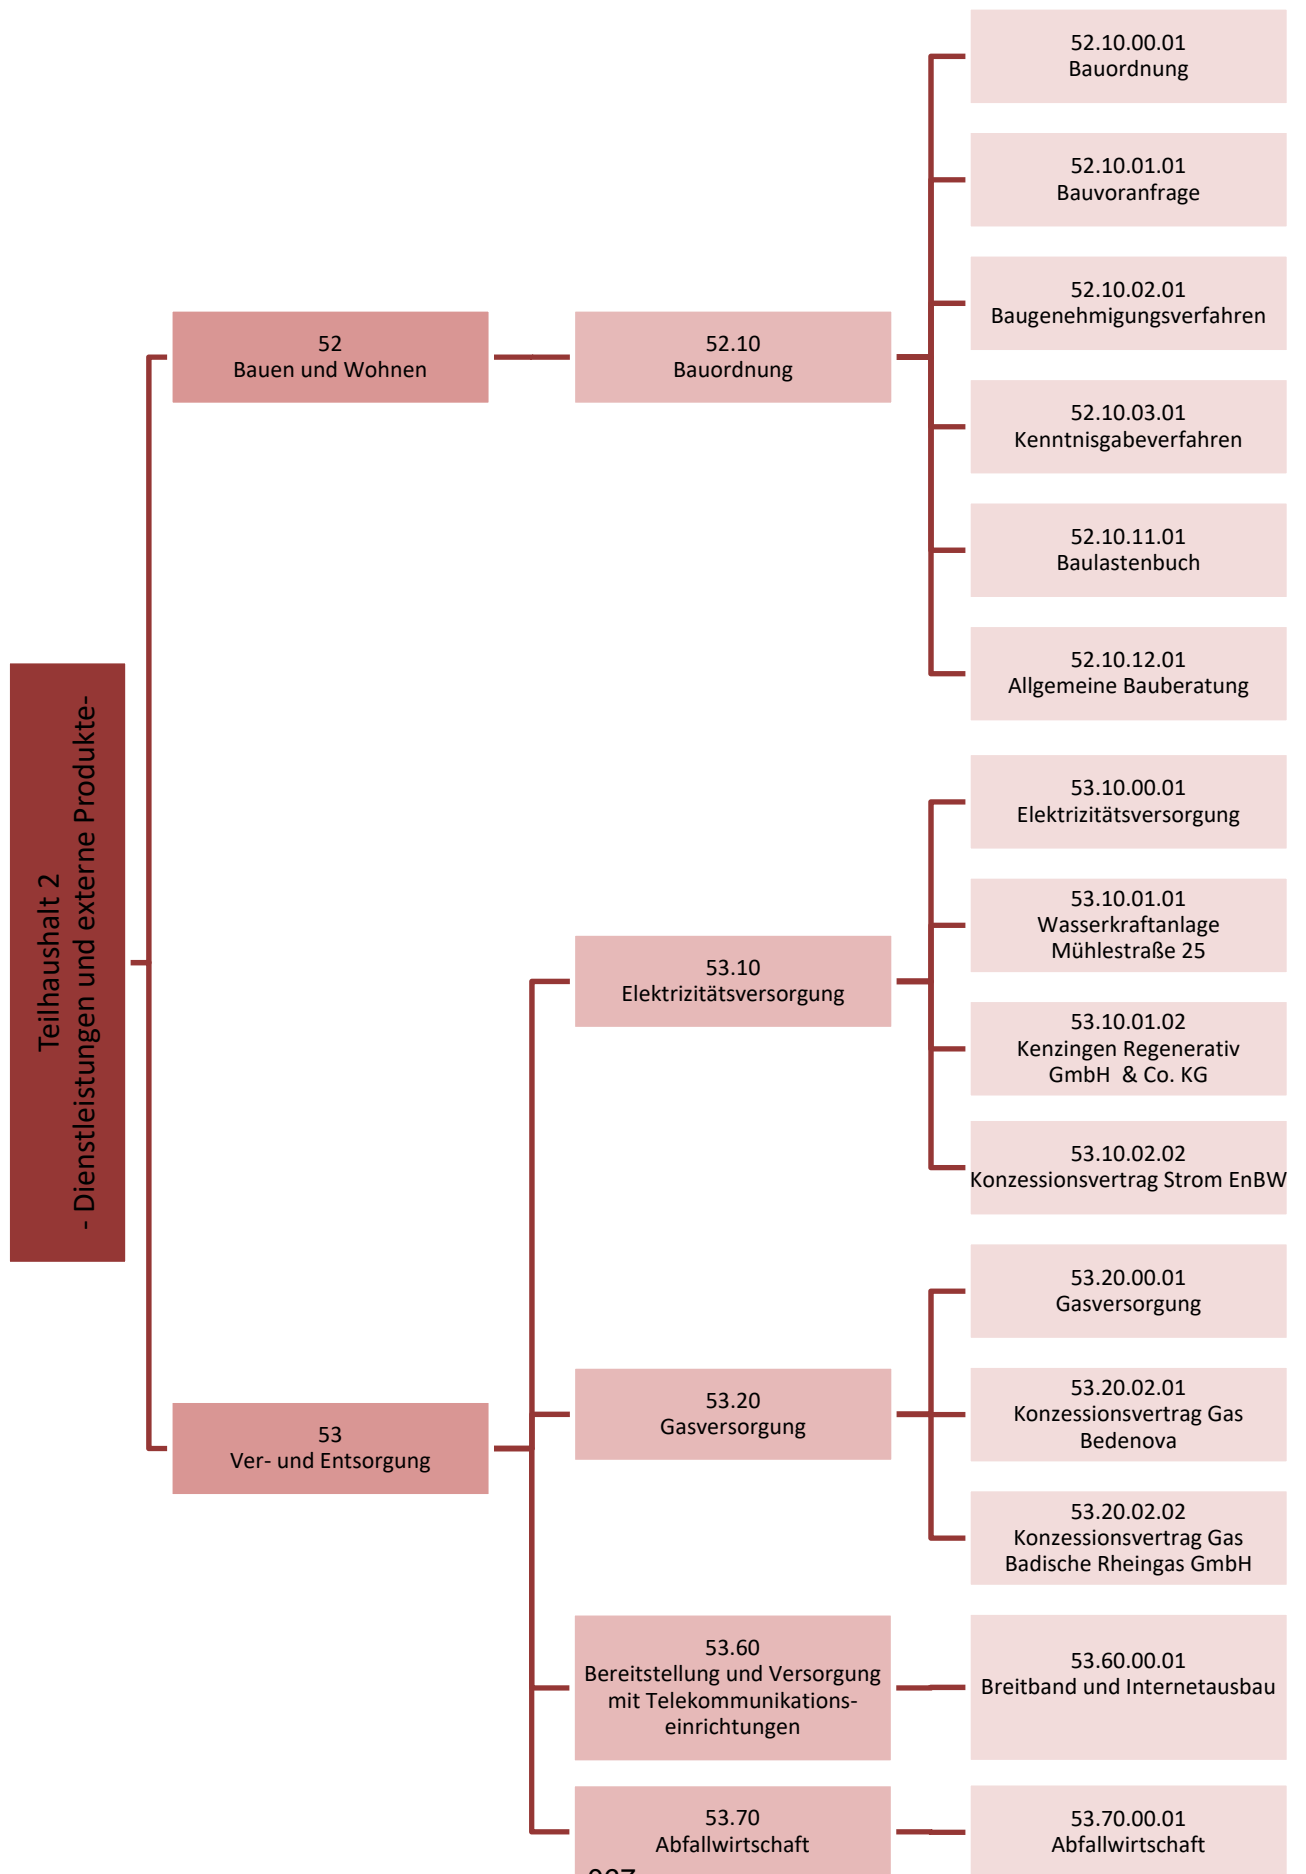 Teilhaushalt 2
- Dienstleistungen und externe Produkte-
52
Bauen und Wohnen
52.10
Bauordnung
52.10.00.01
Bauordnung
52.10.01.01
Bauvoranfrage
52.10.02.01
Baugenehmigungsverfahren
52.10.03.01
Kenntnisgabeverfahren
52.10.11.01
Baulastenbuch
52.10.12.01
Allgemeine Bauberatung
53
Ver- und Entsorgung
53.10
Elektrizitätsversorgung
53.10.00.01
Elektrizitätsversorgung
53.10.01.01
Wasserkraftanlage
Mühlestraße 25
53.10.01.02
Kenzingen Regenerativ
GmbH & Co. KG
53.10.02.02
Konzessionsvertrag Strom EnBW
53.20
Gasversorgung
53.20.00.01
Gasversorgung
53.20.02.01
Konzessionsvertrag Gas
Bedenova
53.20.02.02
Konzessionsvertrag Gas
Badische Rheingas GmbH
53.60
Bereitstellung und Versorgung
mit Telekommunikations-
einrichtungen
53.60.00.01
Breitband und Internetausbau
53.70
Abfallwirtschaft
53.70.00.01
Abfallwirtschaft